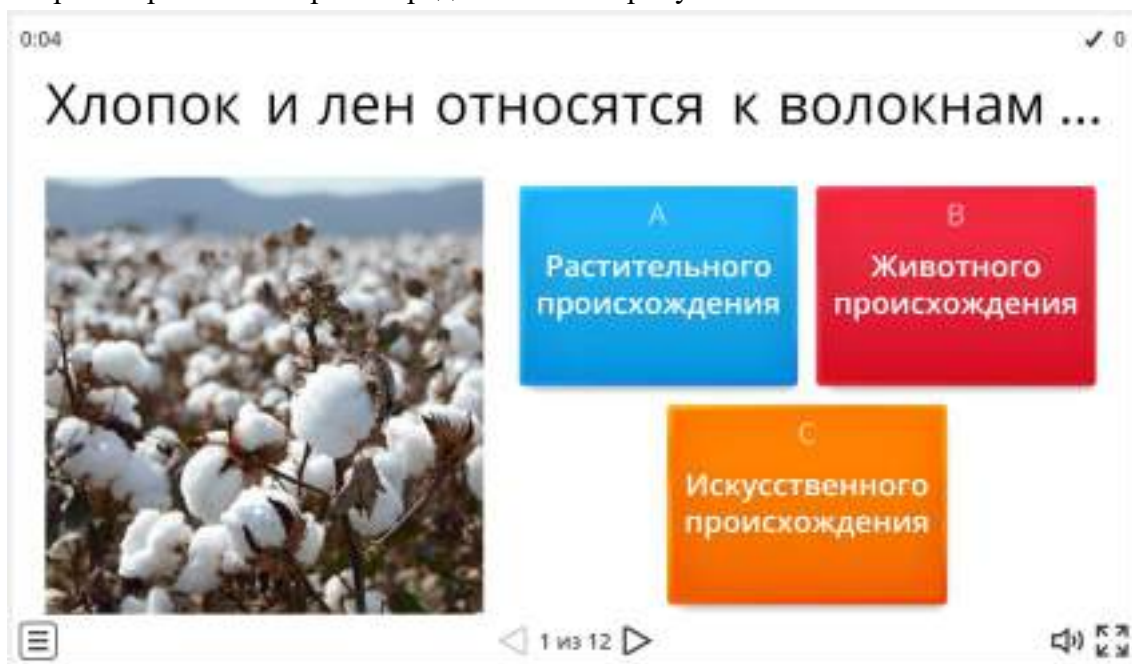 0:04
✓ 0
Хлопок и лен относятся к волокнам ...
A
Растительного
происхождения
B
Животного
происхождения
C
Искусственного
происхождения
1 из 12